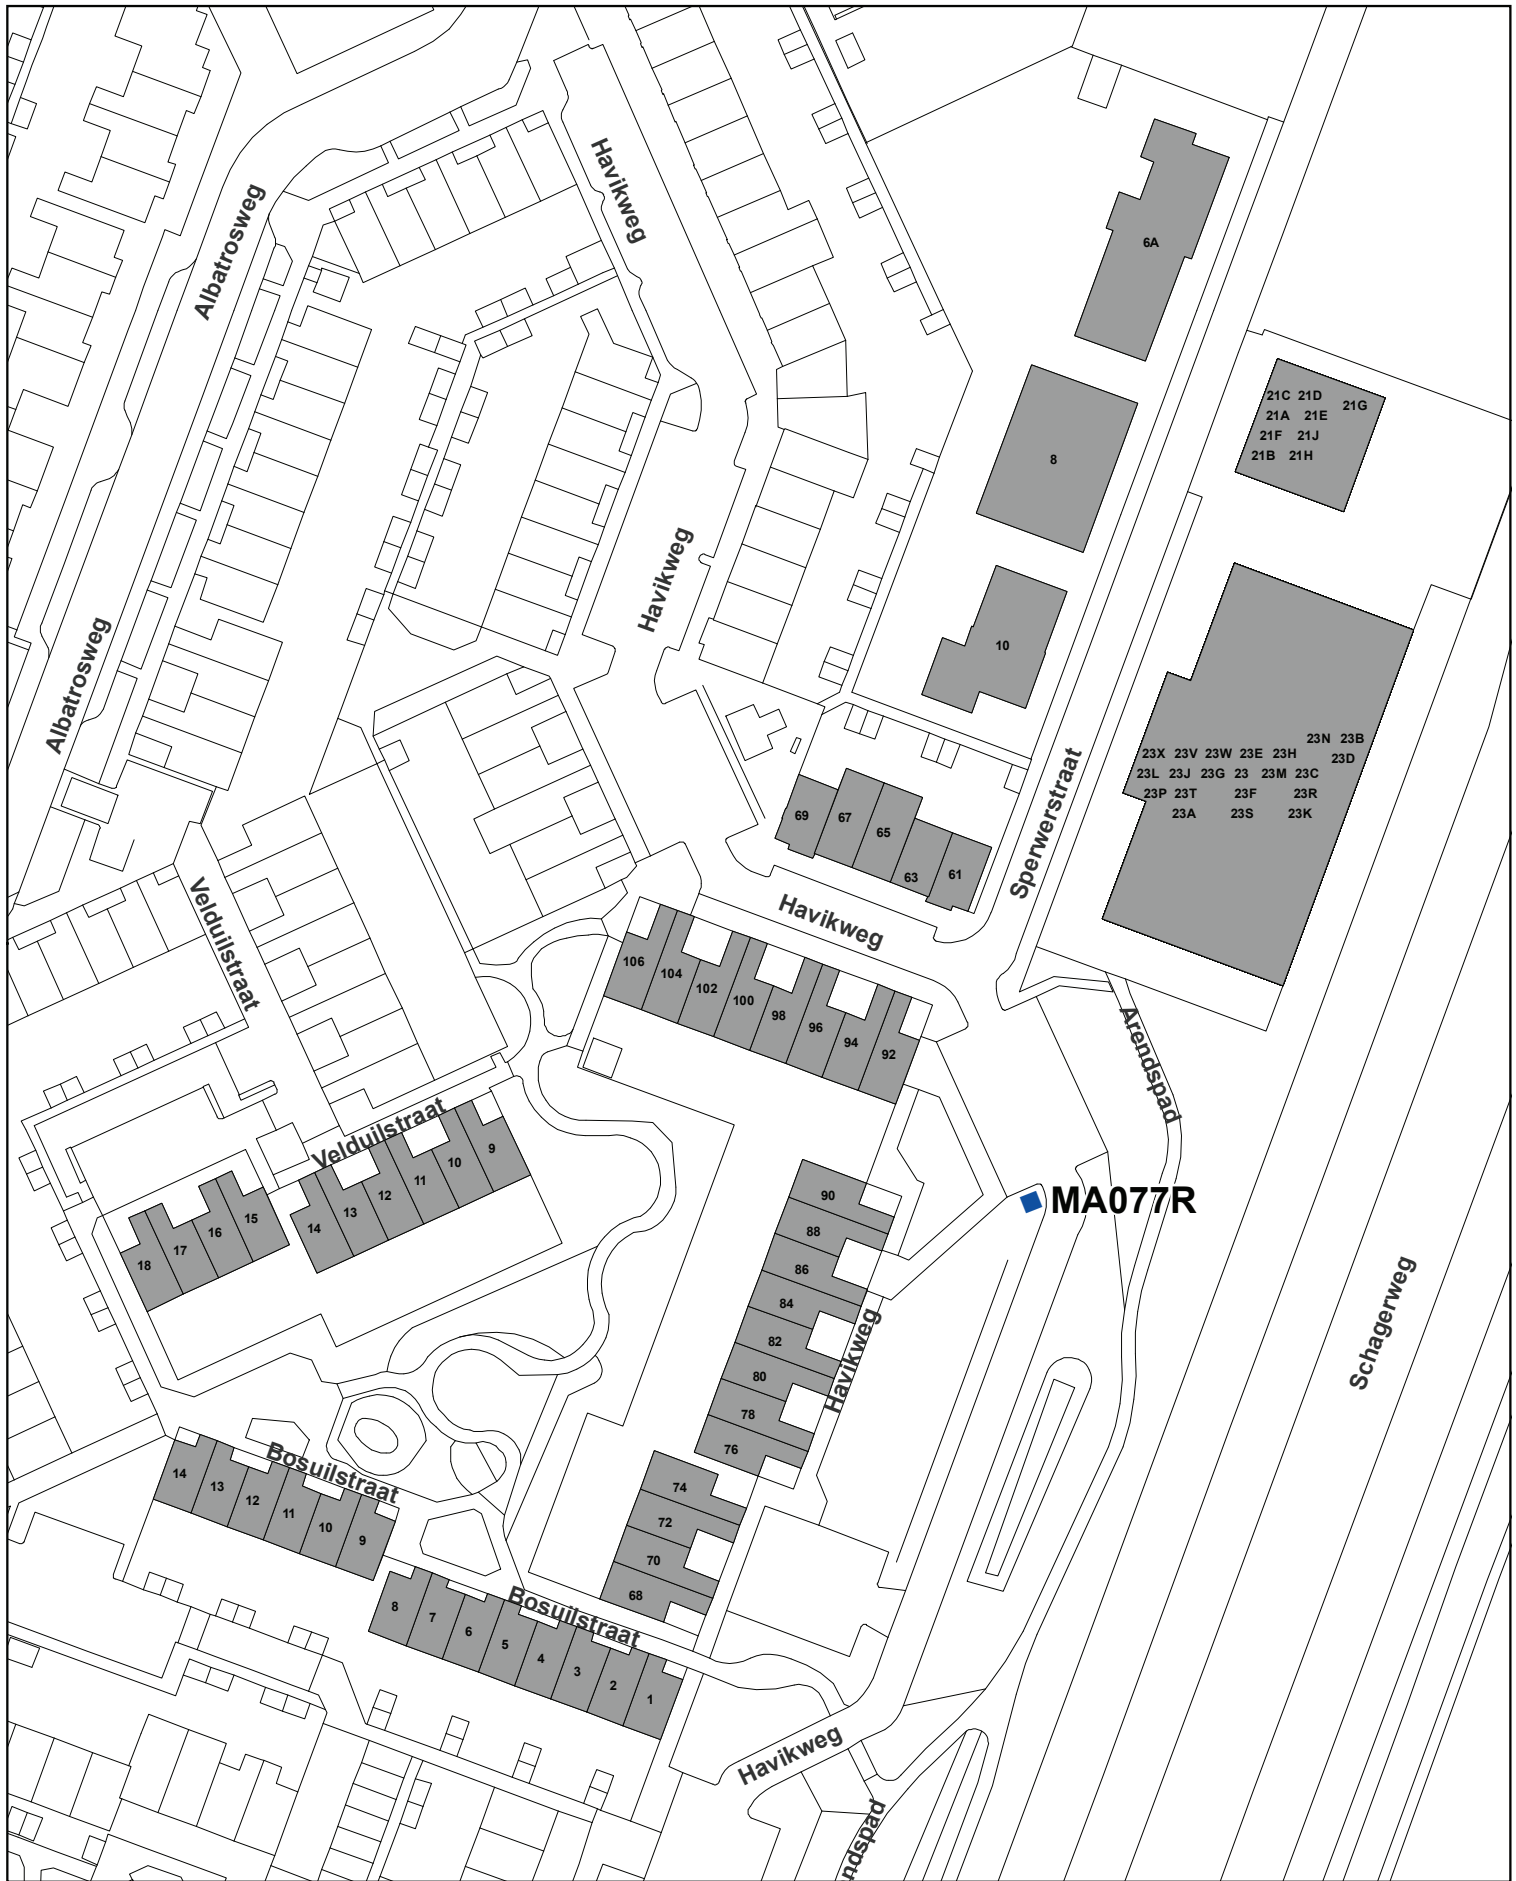 Havikweg
Albatrosweg
6A
21C 21D
21G
21A 21E
21F 21J
21B 21H
8
Havikweg
10
Albatrosweg
23N 23B
23X 23V 23W 23E 23H
23D
23L 23J 23G 23 23M 23C
23P 23T 23F 23R
23A 23S 23K
Sperwerstraat
69
67
65
63
61
Velduilstraat
Havikweg
106
104
102
100
98
96
94
92
Arendspad
Velduilstraat
9
10
11
12
13
14
15
16
17
18
MA077R
90
88
86
84
82
80
78
76
Havikweg
Schagerweg
74
72
70
68
Bosuilstraat
14
13
12
11
10
9
Bosuilstraat
8
7
6
5
4
3
2
1
Havikweg
ndspad